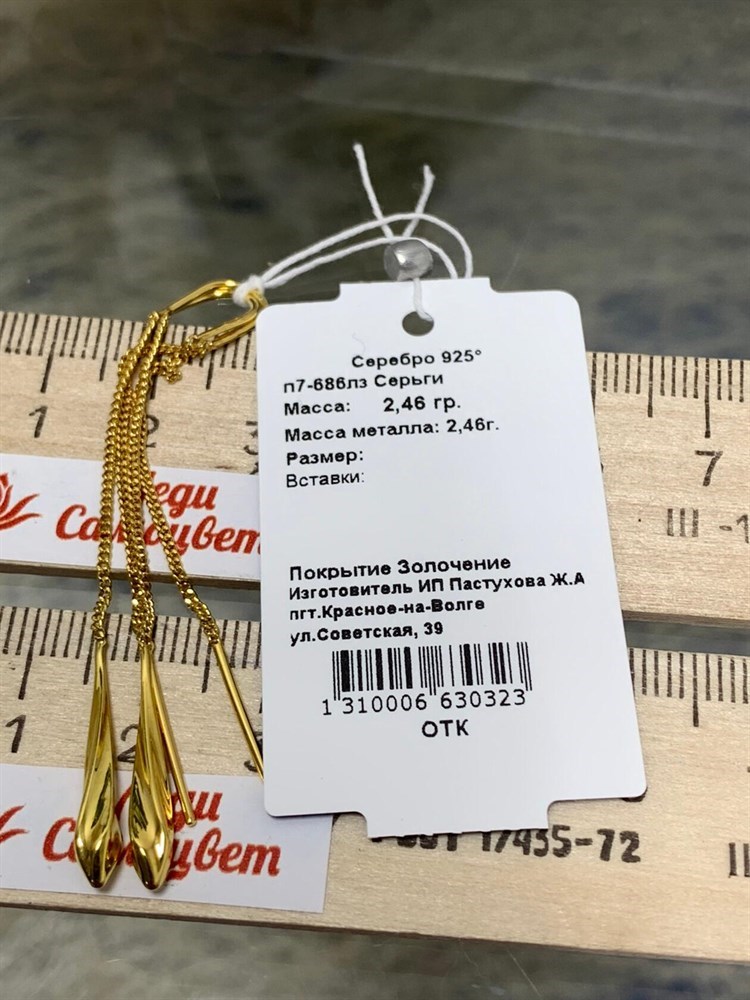 Серебро 925°
п7-686лз Серьги
Масса: 2,46 гр.
Масса металла: 2,46г.
Размер:
Вставки:
Покрытие Золочение
Изготовитель ИП Пастухова Ж.А
пгт.Красное-на-Волге
ул.Советская, 39
1 310006 630323
ОТК
1 2 3 7
Леди
Самоцвет
III -1
1 2
Леди
Самоцвет
17435-72